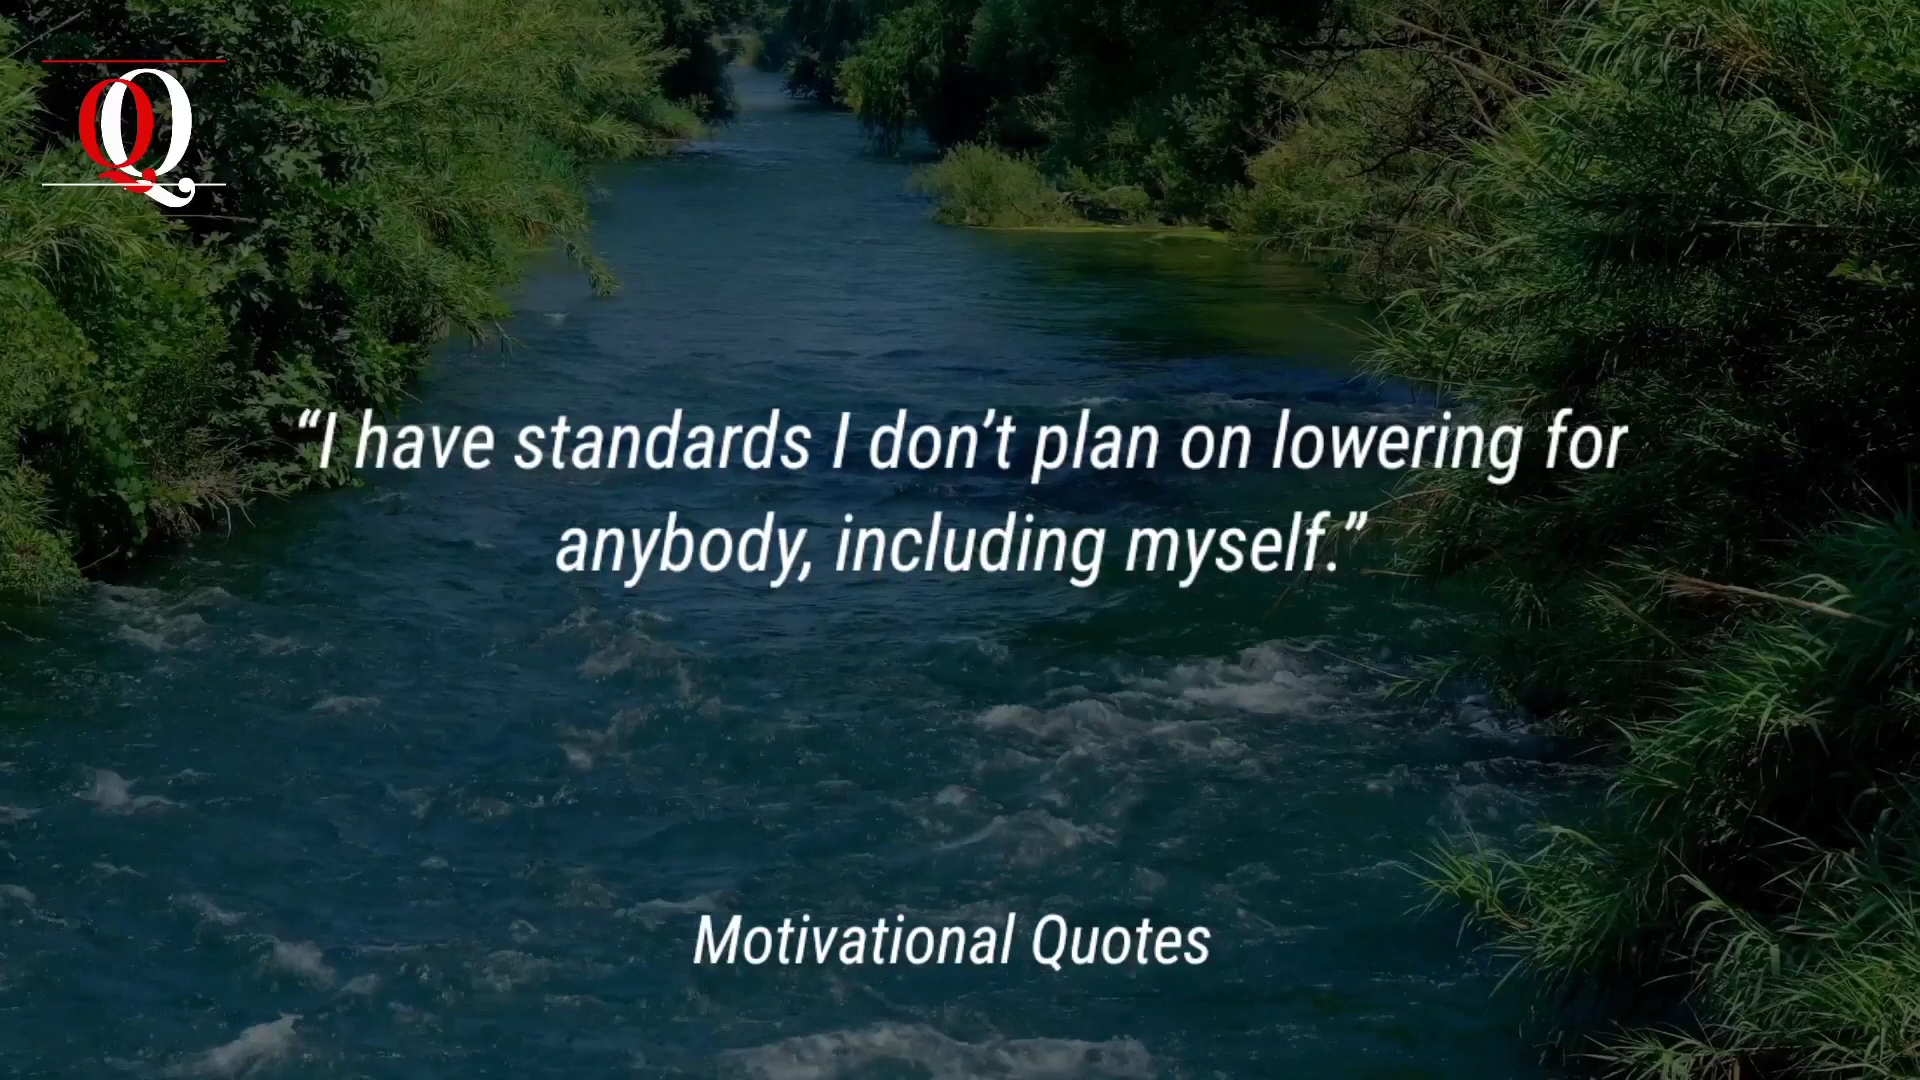 QQ
“I have standards I don’t plan on lowering for
anybody, including myself.”
Motivational Quotes